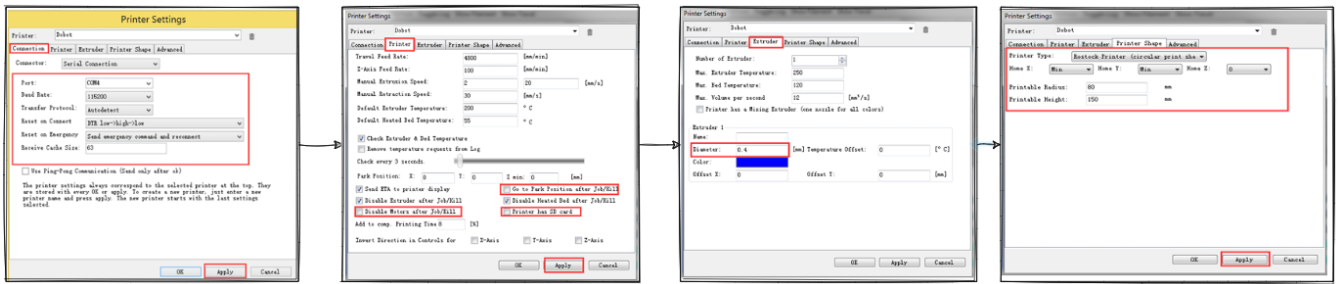 Printer Settings
Printer: Dobot
Connection Printer Extruder Printer Shape Advanced
Connector: Serial Connection
Port: COM4
Baud Rate: 115200
Transfer Protocol: Autodetect
Reset on Connect DTR low->high->low
Reset on Emergency Send emergency command and reconnect
Receive Cache Size: 63
Use Ping-Pong Communication (Send only after ok)
The printer settings always correspond to the selected printer at the top. They
are stored with every OK or apply. To create a new printer, just enter a new
printer name and press apply. The new printer starts with the last settings
selected.
OK Apply Cancel
Printer Settings
Printer: Dobot
Connection Printer Extruder Printer Shape Advanced
Travel Feed Rate: 4800 [mm/min]
Z-Axis Feed Rate: 100 [mm/min]
Manual Extrusion Speed: 2 20 [mm/s]
Manual Retraction Speed: 30 [mm/s]
Default Extruder Temperature: 200 ° C
Default Heated Bed Temperature: 55 ° C
Check Extruder & Bed Temperature
Remove temperature requests from Log
Check every 3 seconds.
Park Position: X: 0 Y: 0 Z min: 0 [mm]
Send ETA to printer display Go to Park Position after Job/Kill
Disable Extruder after Job/Kill Disable Heated Bed after Job/Kill
Disable Motors after Job/Kill Printer has SD card
Add to comp. Printing Time 8 [%]
Invert Direction in Controls for X-Axis Y-Axis Z-Axis
OK Apply Cancel
Printer Settings
Printer: Dobot
Connection Printer Extruder Printer Shape Advanced
Number of Extruder: 1
Max. Extruder Temperature: 280
Max. Bed Temperature: 120
Max. Volume per second 12 [mm³/s]
Printer has a Mixing Extruder (one nozzle for all colors)
Extruder 1
Name:
Diameter: 0.4 [mm] Temperature Offset: 0 [° C]
Color:
Offset X: 0 Offset Y: 0 [mm]
OK Apply Cancel
Printer Settings
Printer: Dobot
Connection Printer Extruder Printer Shape Advanced
Printer Type: Rostock Printer (circular print sha
Home X: Min Home Y: Min Home Z: 0
Printable Radius: 80 mm
Printable Height: 150 mm
OK Apply Cancel